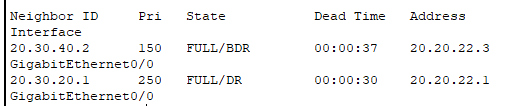 Neighbor ID     Pri   State           Dead Time   Address
Interface
20.30.40.2      150   FULL/BDR        00:00:37    20.20.22.3
GigabitEthernet0/0
20.30.20.1      250   FULL/DR         00:00:30    20.20.22.1
GigabitEthernet0/0